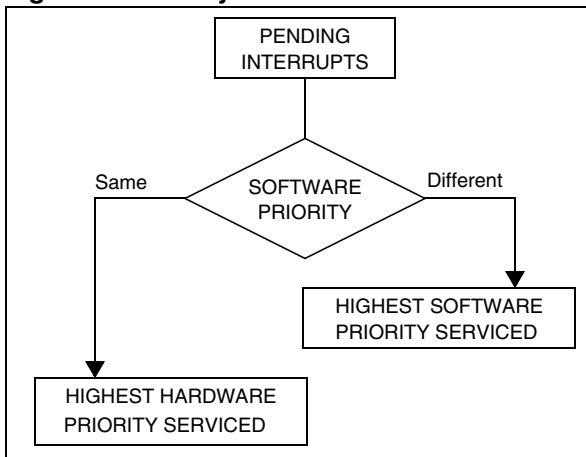 PENDING
INTERRUPTS
Same
SOFTWARE
PRIORITY
Different
HIGHEST SOFTWARE
PRIORITY SERVICED
HIGHEST HARDWARE
PRIORITY SERVICED